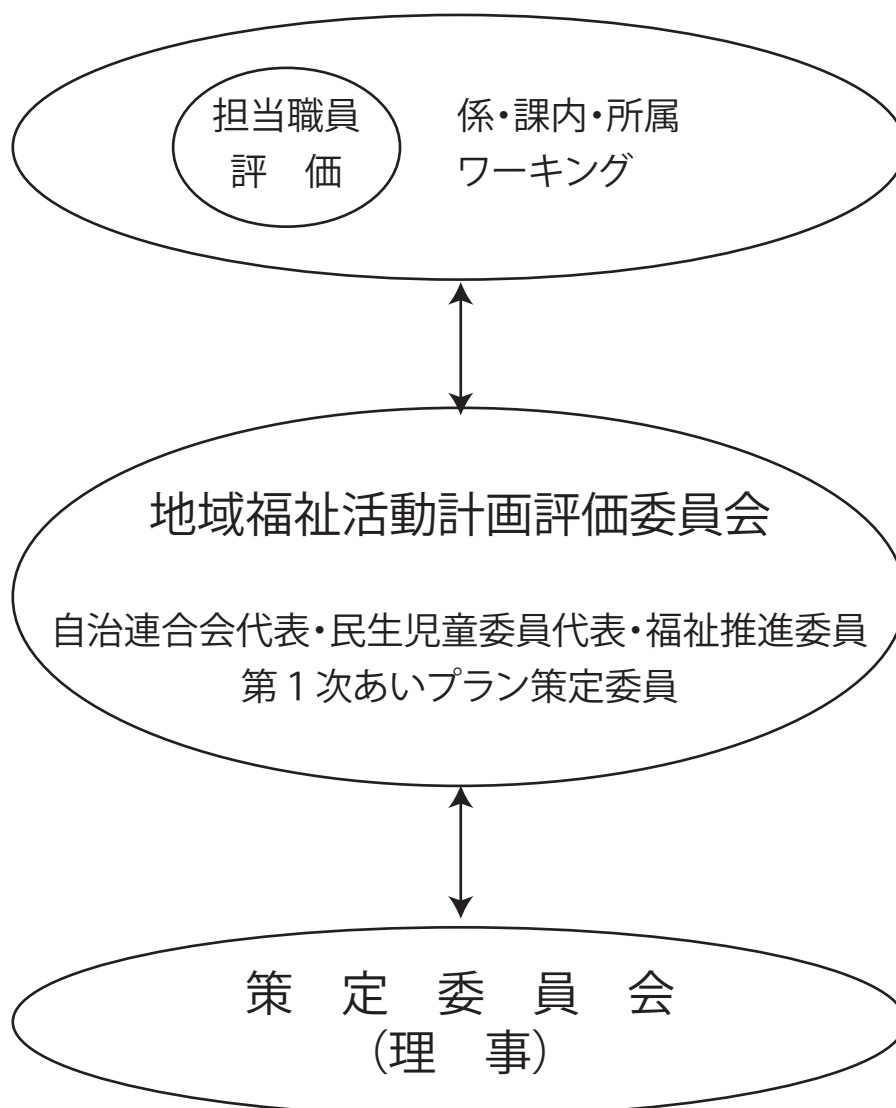 担当職員
評　価
係・課内・所属
ワーキング
地域福祉活動計画評価委員会
自治連合会代表・民生児童委員代表・福祉推進委員
第１次あいプラン策定委員
策　定　委　員　会
（理　事）